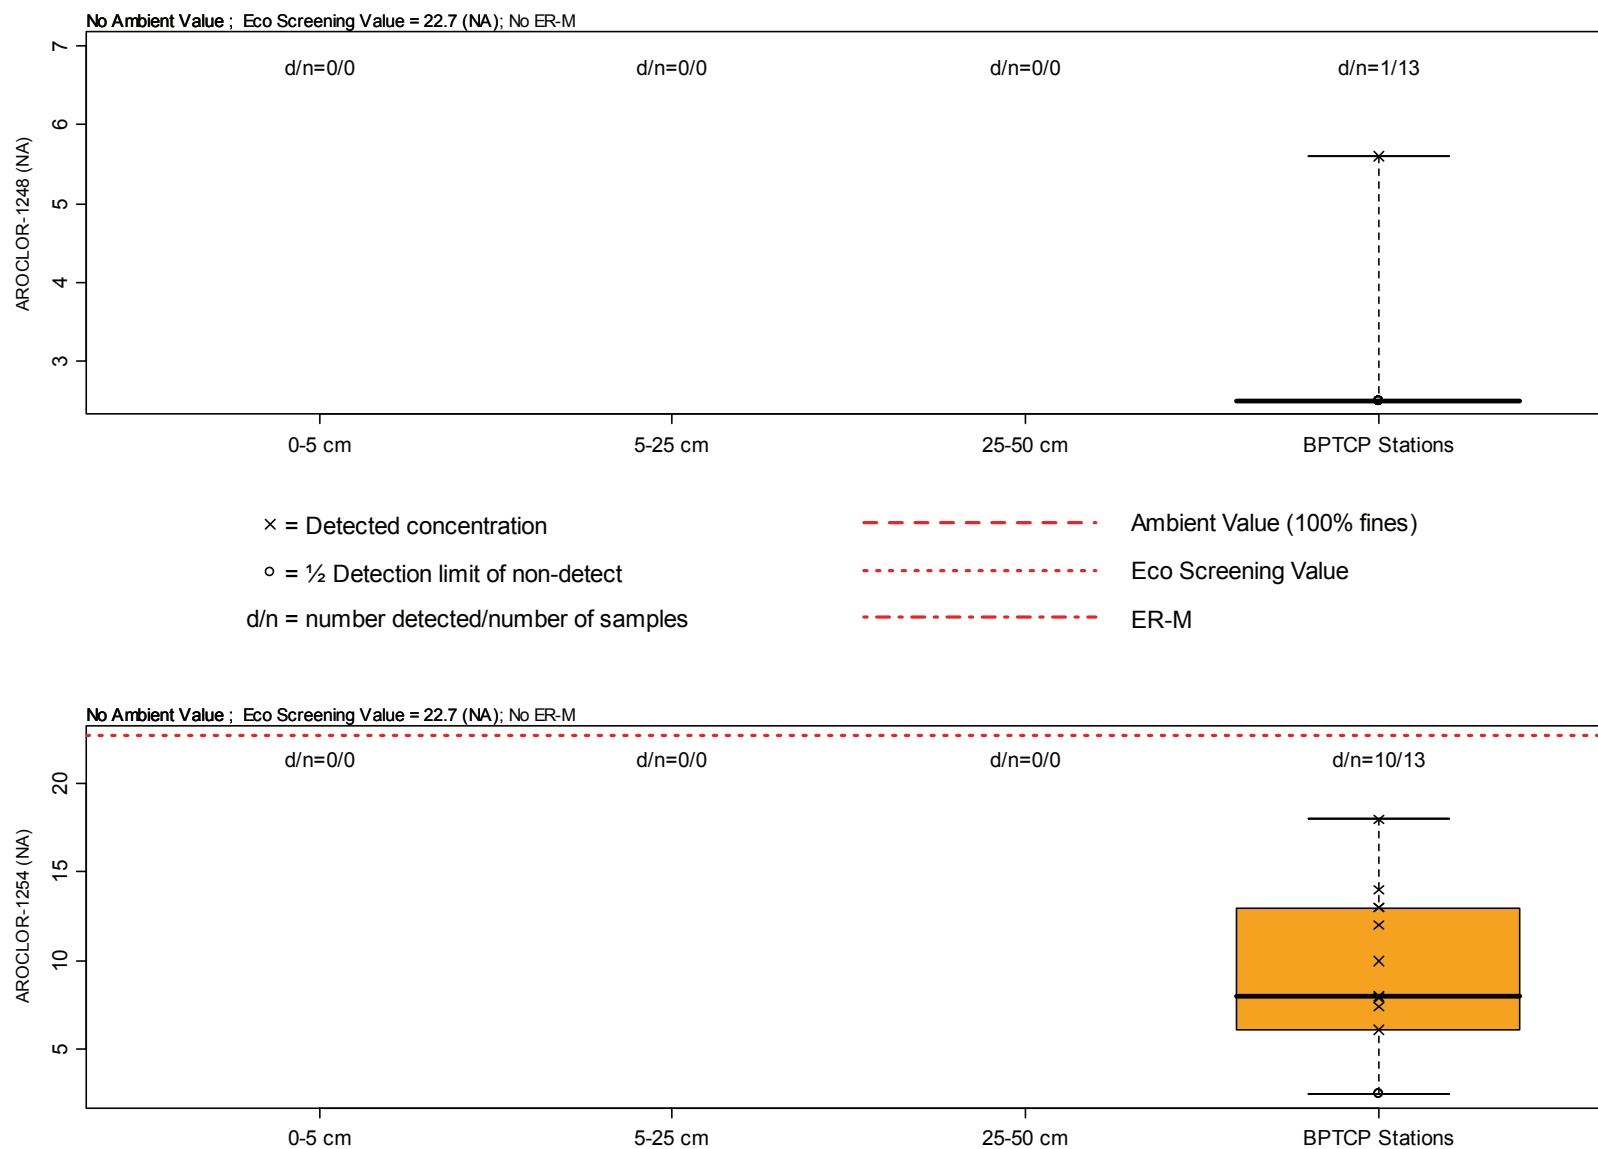 No Ambient Value ; Eco Screening Value = 22.7 (NA); No ER-M
7
6
5
4
3
AROCLOR-1248 (NA)
d/n=0/0 d/n=0/0 d/n=0/0 d/n=1/13
0-5 cm 5-25 cm 25-50 cm BPTCP Stations
× = Detected concentration
o = ½ Detection limit of non-detect
d/n = number detected/number of samples
Ambient Value (100% fines)
Eco Screening Value
ER-M
No Ambient Value ; Eco Screening Value = 22.7 (NA); No ER-M
20
15
10
5
AROCLOR-1254 (NA)
d/n=0/0 d/n=0/0 d/n=0/0 d/n=10/13
0-5 cm 5-25 cm 25-50 cm BPTCP Stations